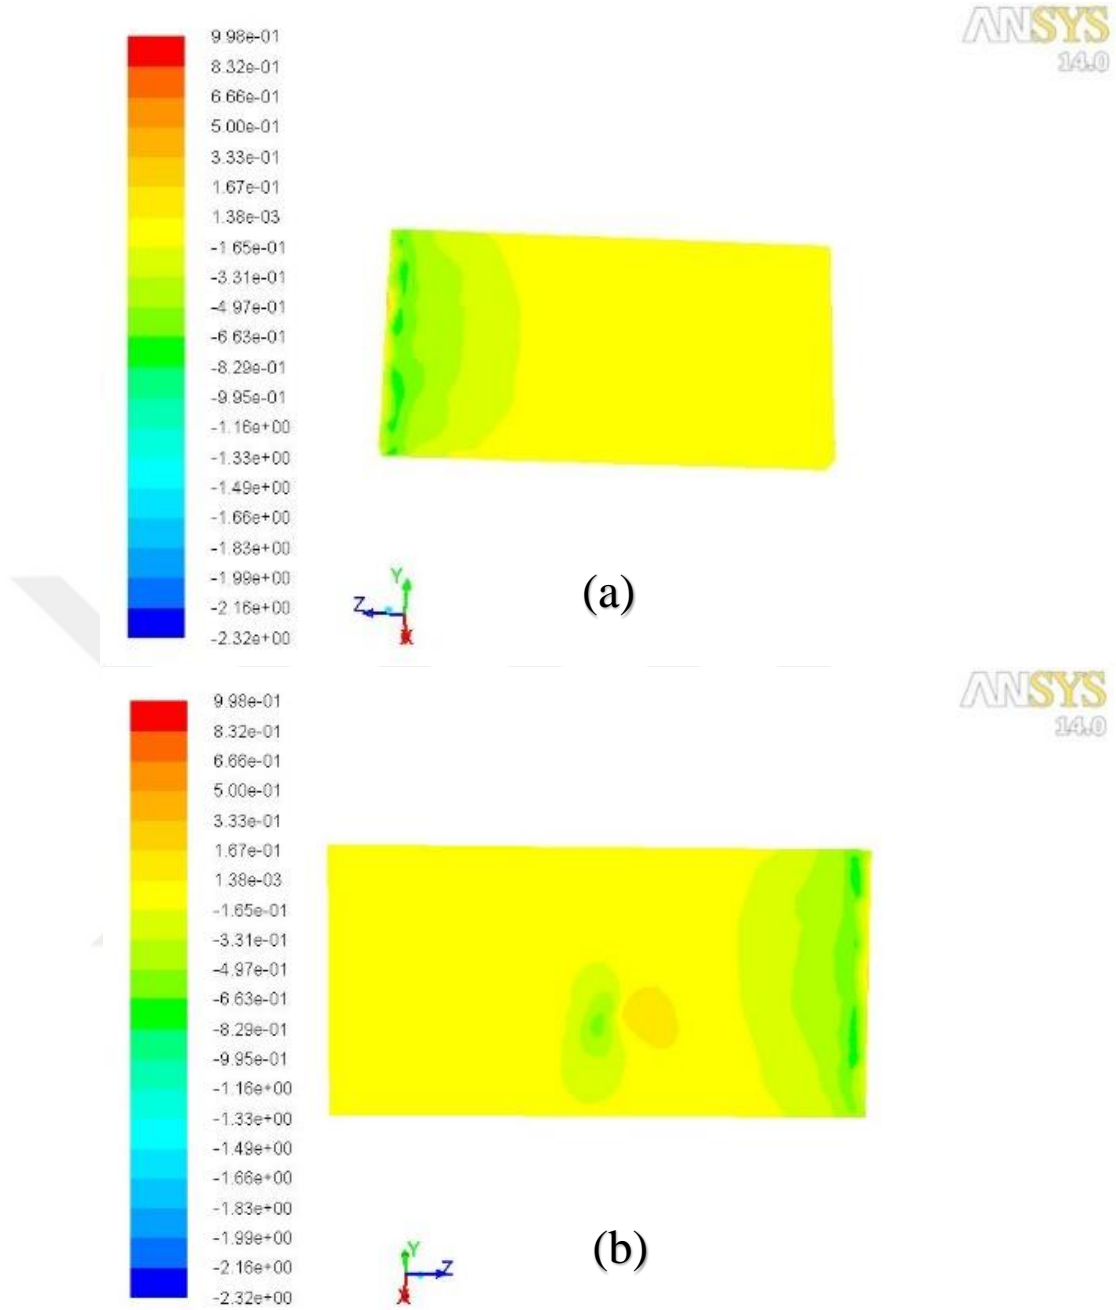 ANSYS
14.0
9.98e-01
8.32e-01
6.66e-01
5.00e-01
3.33e-01
1.67e-01
1.38e-03
-1.65e-01
-3.31e-01
-4.97e-01
-6.63e-01
-8.29e-01
-9.95e-01
-1.16e+00
-1.33e+00
-1.49e+00
-1.66e+00
-1.83e+00
-1.99e+00
-2.16e+00
-2.32e+00
Y
Z
X
(a)
ANSYS
14.0
9.98e-01
8.32e-01
6.66e-01
5.00e-01
3.33e-01
1.67e-01
1.38e-03
-1.65e-01
-3.31e-01
-4.97e-01
-6.63e-01
-8.29e-01
-9.95e-01
-1.16e+00
-1.33e+00
-1.49e+00
-1.66e+00
-1.83e+00
-1.99e+00
-2.16e+00
-2.32e+00
Y
Z
X
(b)